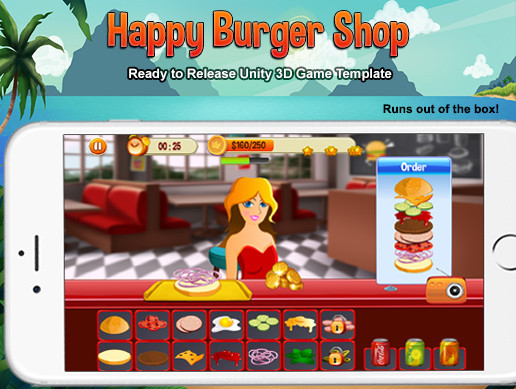 Happy Burger Shop
Ready to Release Unity 3D Game Template
Runs out of the box!
00:25
$160/250
Order